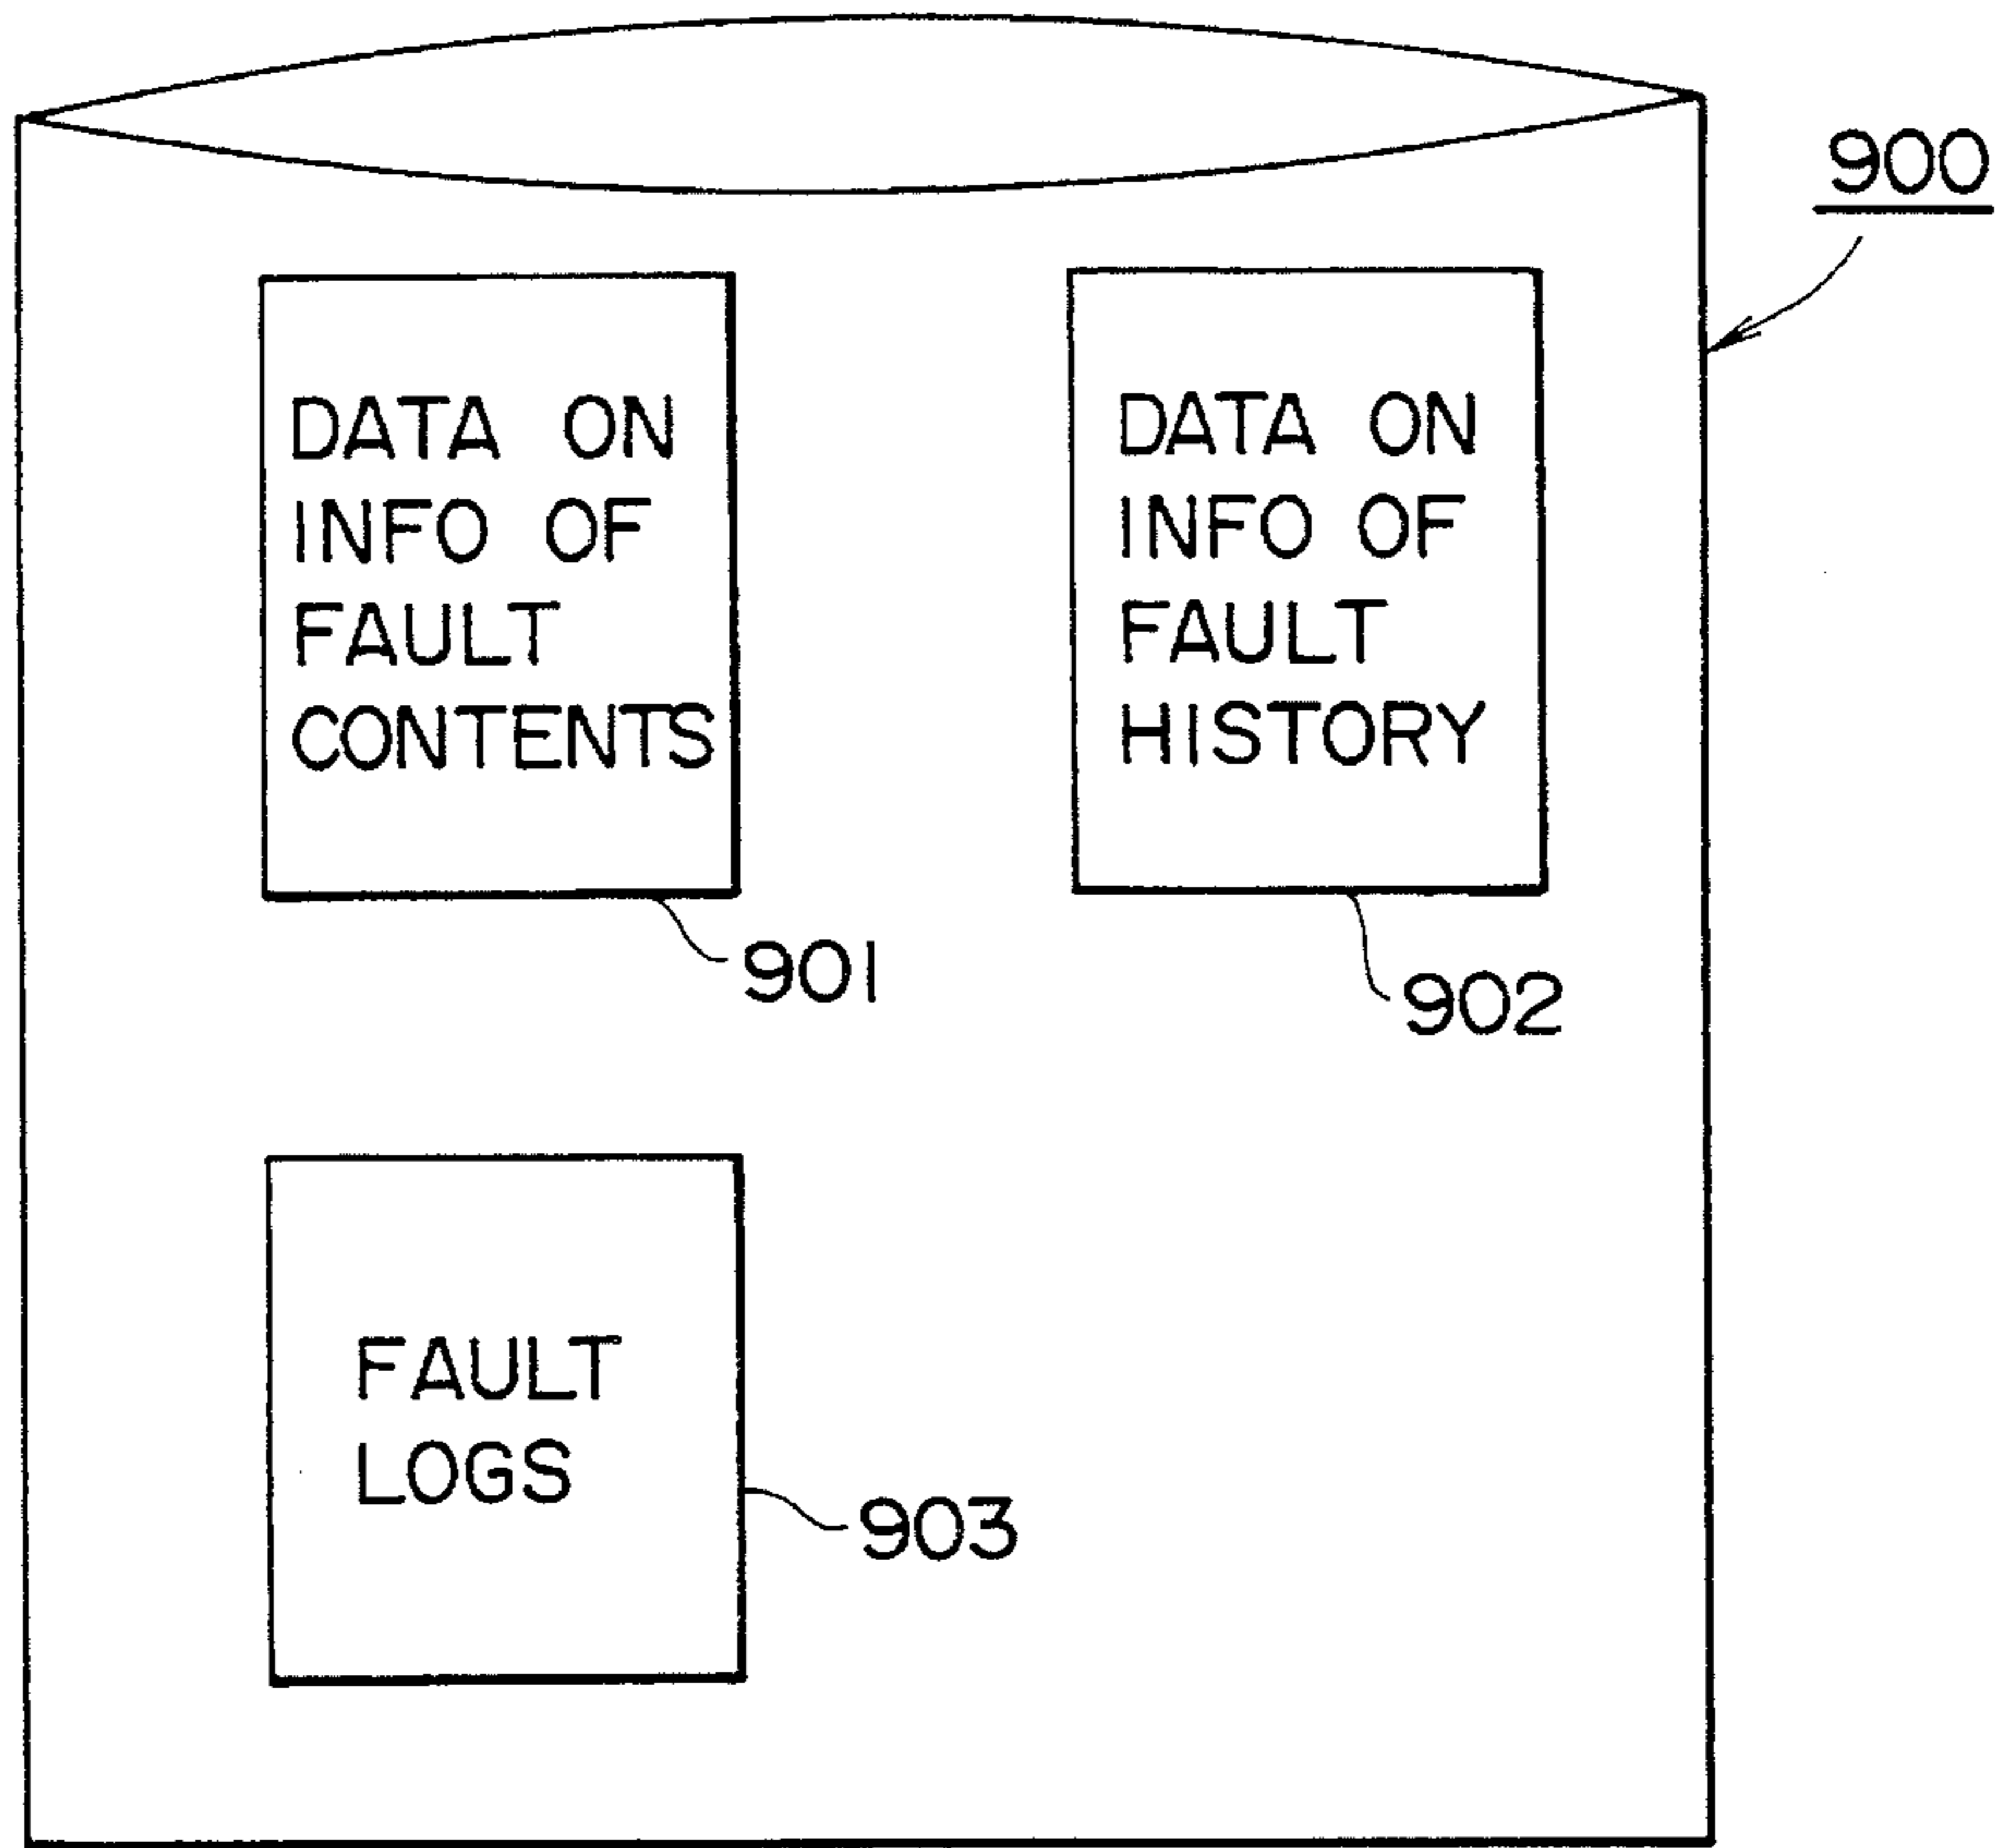 900
DATA ON
INFO OF
FAULT
CONTENTS
901
DATA ON
INFO OF
FAULT
HISTORY
902
FAULT
LOGS
903